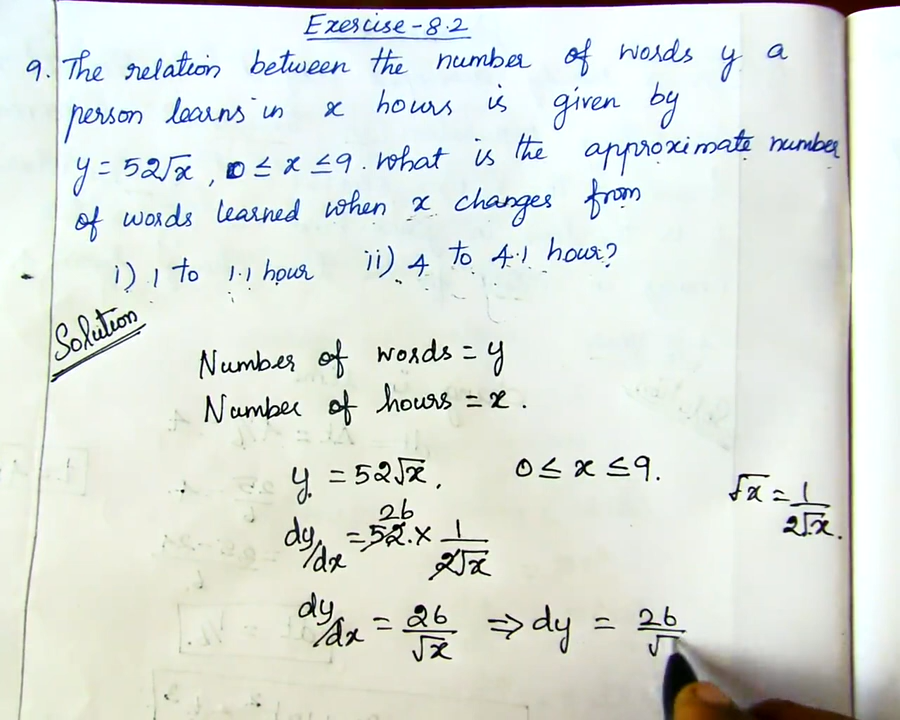 Exercise-8.2
9. The relation between the number of words y a
person learns in x hours is given by
y = 52√x, 0 ≤ x ≤ 9. What is the approximate number
of words learned when x changes from
i) 1 to 1.1 hour ii) 4 to 4.1 hour?
Solution
Number of words = y
Number of hours = x.
y = 52√x, 0 ≤ x ≤ 9.
√x = 1/2√x.
26
dy/dx = 52 × 1/2√x
dy/dx = 26/√x ⇒ dy = 26/√